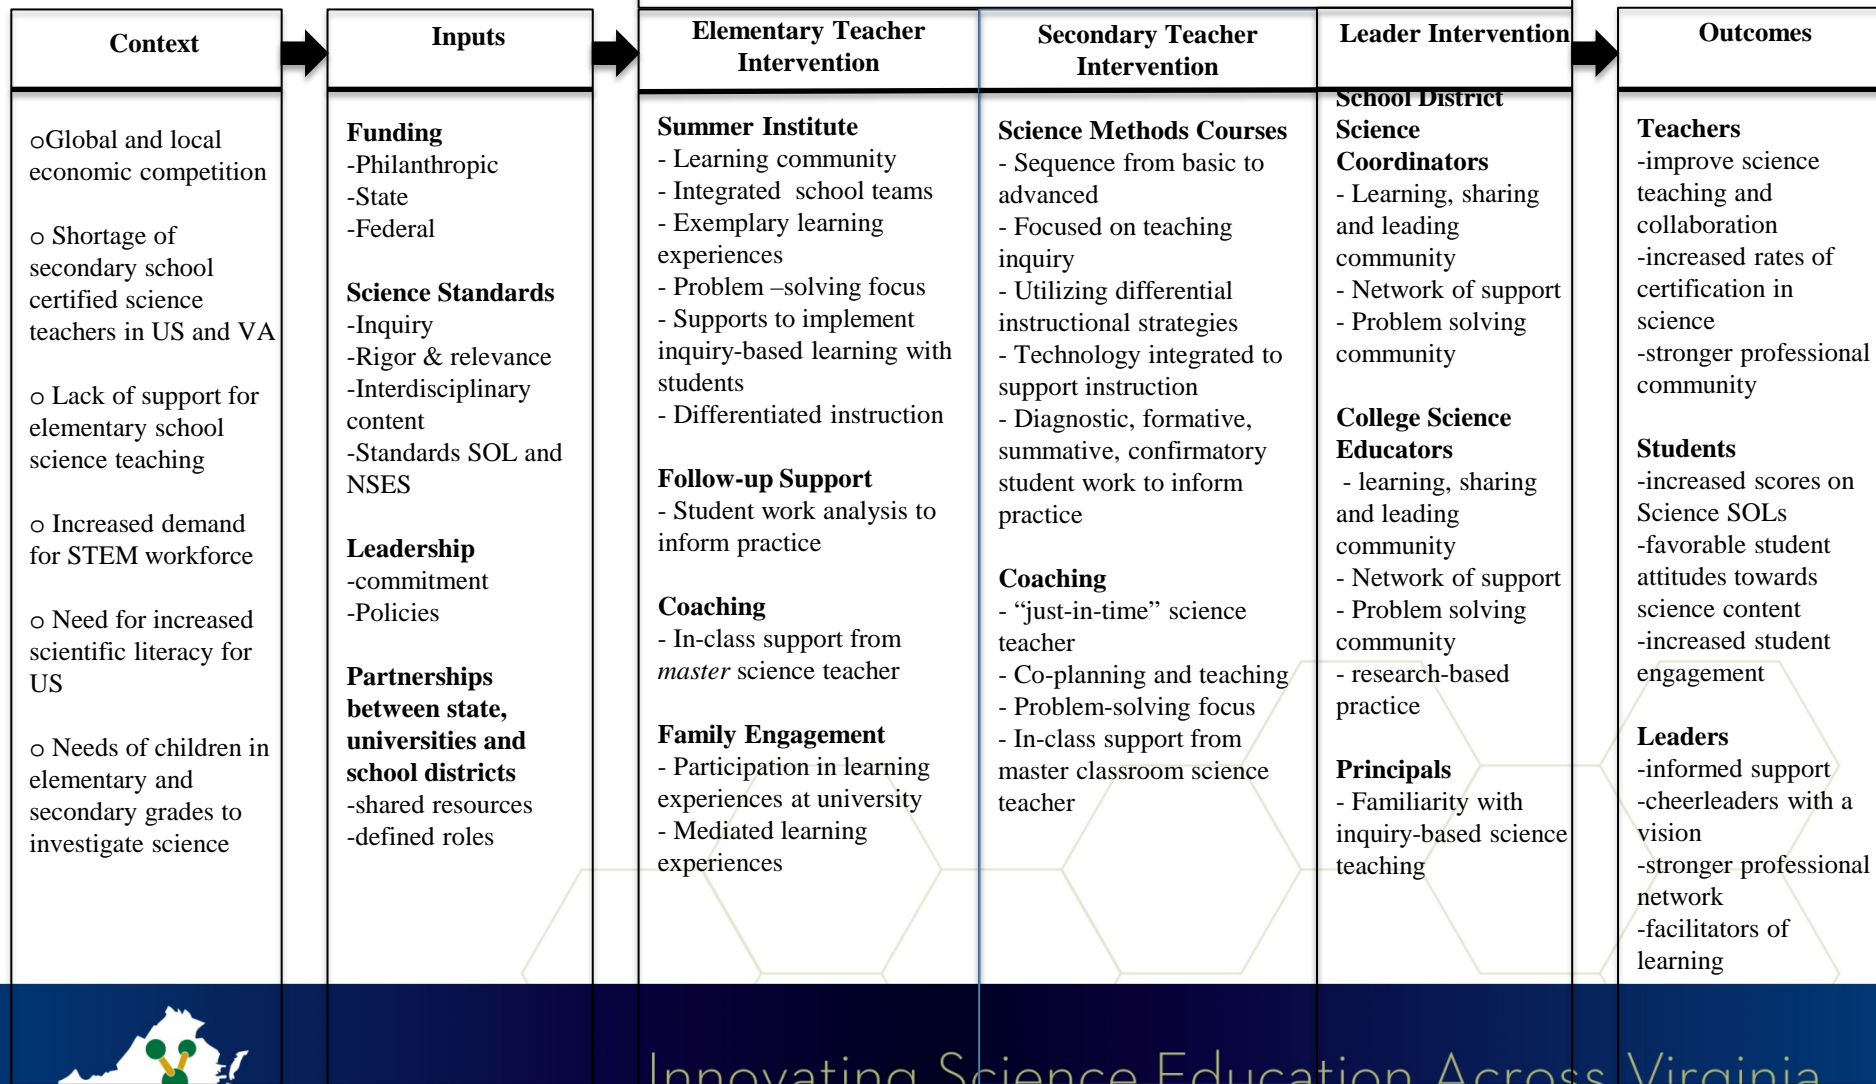 Context
oGlobal and local
economic competition
o Shortage of
secondary school
certified science
teachers in US and VA
o Lack of support for
elementary school
science teaching
o Increased demand
for STEM workforce
o Need for increased
scientific literacy for
US
o Needs of children in
elementary and
secondary grades to
investigate science
Inputs
Funding
-Philanthropic
-State
-Federal
Science Standards
-Inquiry
-Rigor & relevance
-Interdisciplinary
content
-Standards SOL and
NSES
Leadership
-commitment
-Policies
Partnerships
between state,
universities and
school districts
-shared resources
-defined roles
Elementary Teacher
Intervention
Summer Institute
- Learning community
- Integrated school teams
- Exemplary learning
experiences
- Problem –solving focus
- Supports to implement
inquiry-based learning with
students
- Differentiated instruction
Follow-up Support
- Student work analysis to
inform practice
Coaching
- In-class support from
master science teacher
Family Engagement
- Participation in learning
experiences at university
- Mediated learning
experiences
Secondary Teacher
Intervention
Science Methods Courses
- Sequence from basic to
advanced
- Focused on teaching
inquiry
- Utilizing differential
instructional strategies
- Technology integrated to
support instruction
- Diagnostic, formative,
summative, confirmatory
student work to inform
practice
Coaching
- “just-in-time” science
teacher
- Co-planning and teaching
- Problem-solving focus
- In-class support from
master classroom science
teacher
Leader Intervention
School District
Science
Coordinators
- Learning, sharing
and leading
community
- Network of support
- Problem solving
community
College Science
Educators
- learning, sharing
and leading
community
- Network of support
- Problem solving
community
- research-based
practice
Principals
- Familiarity with
inquiry-based science
teaching
Outcomes
Teachers
-improve science
teaching and
collaboration
-increased rates of
certification in
science
-stronger professional
community
Students
-increased scores on
Science SOLs
-favorable student
attitudes towards
science content
-increased student
engagement
Leaders
-informed support
-cheerleaders with a
vision
-stronger professional
network
-facilitators of
learning
Innovating Science Education Across Virginia